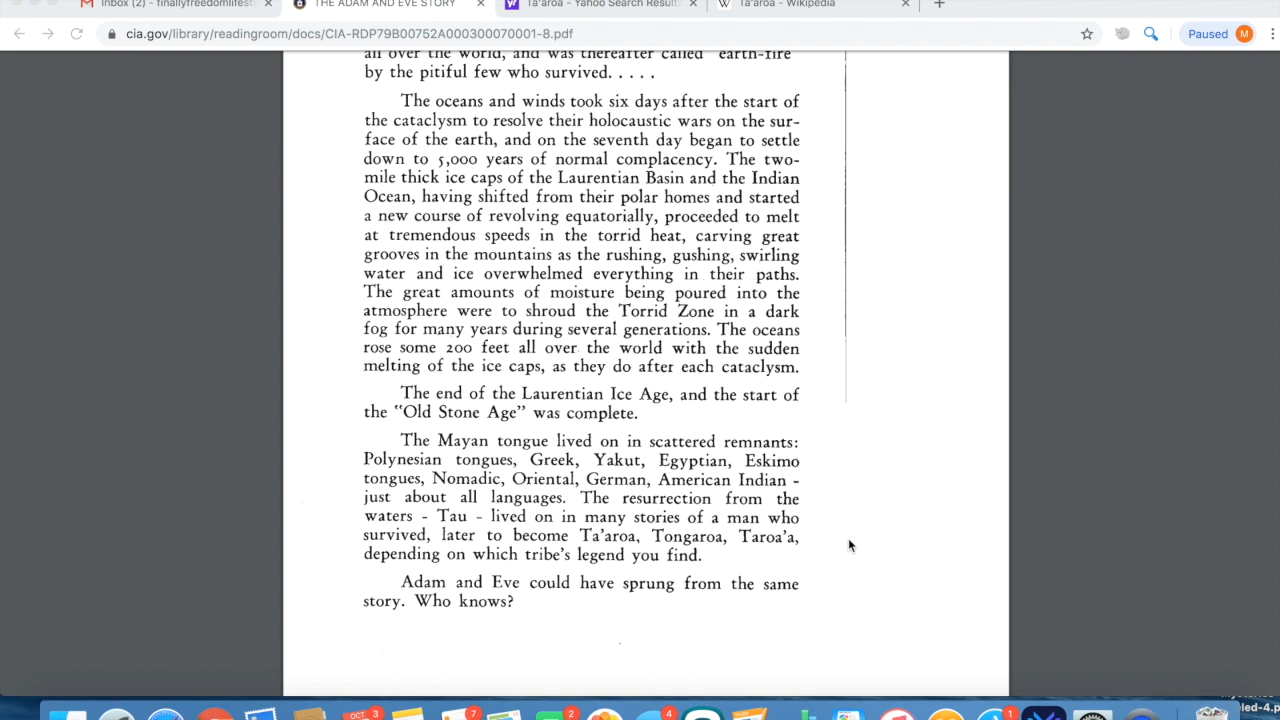 Inbox (2) - finallyfreedomlifesty
THE ADAM AND EVE STORY
Ta'aroa - Yahoo Search Results
Ta'aroa - Wikipedia
cia.gov/library/readingroom/docs/CIA-RDP79B00752A000300070001-8.pdf
Paused
M
all over the world, and was thereafter called "earth-fire"
by the pitiful few who survived. . . . .
The oceans and winds took six days after the start of
the cataclysm to resolve their holocaustic wars on the sur-
face of the earth, and on the seventh day began to settle
down to 5,000 years of normal complacency. The two-
mile thick ice caps of the Laurentian Basin and the Indian
Ocean, having shifted from their polar homes and started
a new course of revolving equatorially, proceeded to melt
at tremendous speeds in the torrid heat, carving great
grooves in the mountains as the rushing, gushing, swirling
water and ice overwhelmed everything in their paths.
The great amounts of moisture being poured into the
atmosphere were to shroud the Torrid Zone in a dark
fog for many years during several generations. The oceans
rose some 200 feet all over the world with the sudden
melting of the ice caps, as they do after each cataclysm.
The end of the Laurentian Ice Age, and the start of
the "Old Stone Age" was complete.
The Mayan tongue lived on in scattered remnants:
Polynesian tongues, Greek, Yakut, Egyptian, Eskimo
tongues, Nomadic, Oriental, German, American Indian -
just about all languages. The resurrection from the
waters - Tau - lived on in many stories of a man who
survived, later to become Ta'aroa, Tongaroa, Taroa'a,
depending on which tribe's legend you find.
Adam and Eve could have sprung from the same
story. Who knows?
led-4.p
OCT 3
7
2
4
1